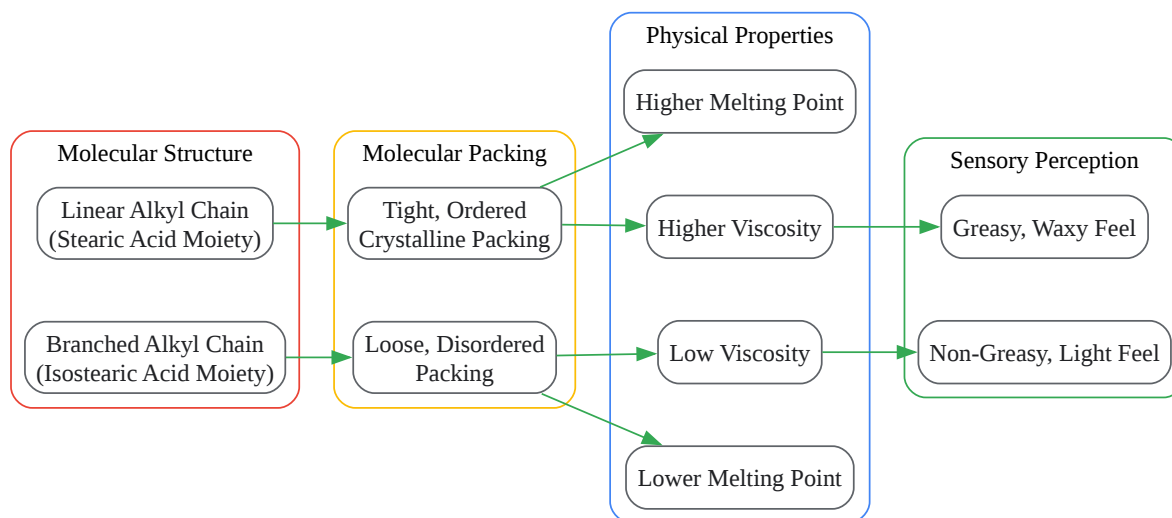 Molecular Structure
Linear Alkyl Chain
(Stearic Acid Moiety)
Branched Alkyl Chain
(Isostearic Acid Moiety)
Molecular Packing
Tight, Ordered
Crystalline Packing
Loose, Disordered
Packing
Physical Properties
Higher Melting Point
Higher Viscosity
Low Viscosity
Lower Melting Point
Sensory Perception
Greasy, Waxy Feel
Non-Greasy, Light Feel